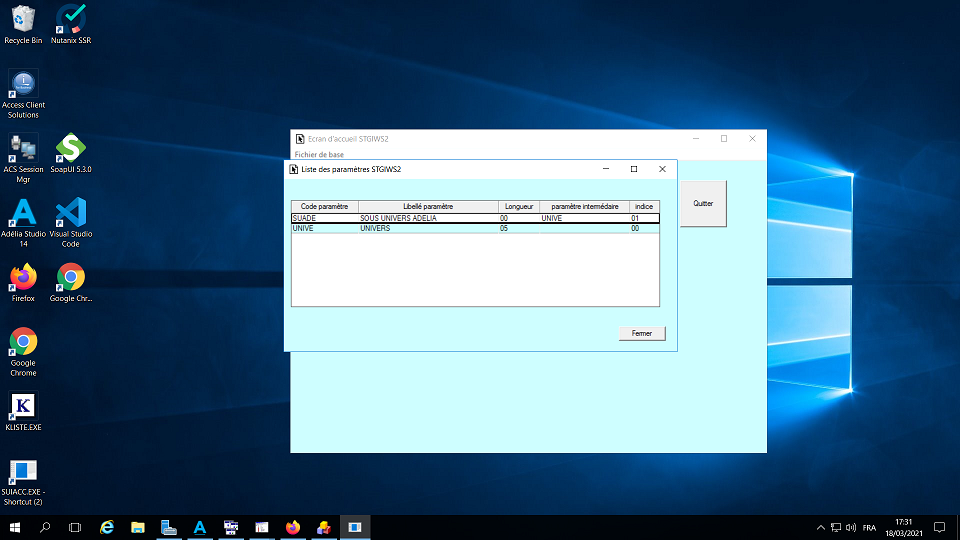 Recycle Bin
Nutanix SSR
Access Client
Solutions
ACS Session
Mgr
SoapUI 5.3.0
Adélia Studio
14
Visual Studio
Code
Firefox
Google Chr...
Google
Chrome
KLISTE.EXE
SUIACC.EXE -
Shortcut (2)
Ecran d'accueil STGIWS2
Fichier de base
Quitter
Liste des paramètres STGIWS2
Code paramètre Libellé paramètre Longueur paramètre intemédaire indice
SUADE SOUS UNIVERS ADELIA 00 UNIVE 01
UNIVE UNIVERS 05 00
Fermer
FRA
17:31
18/03/2021